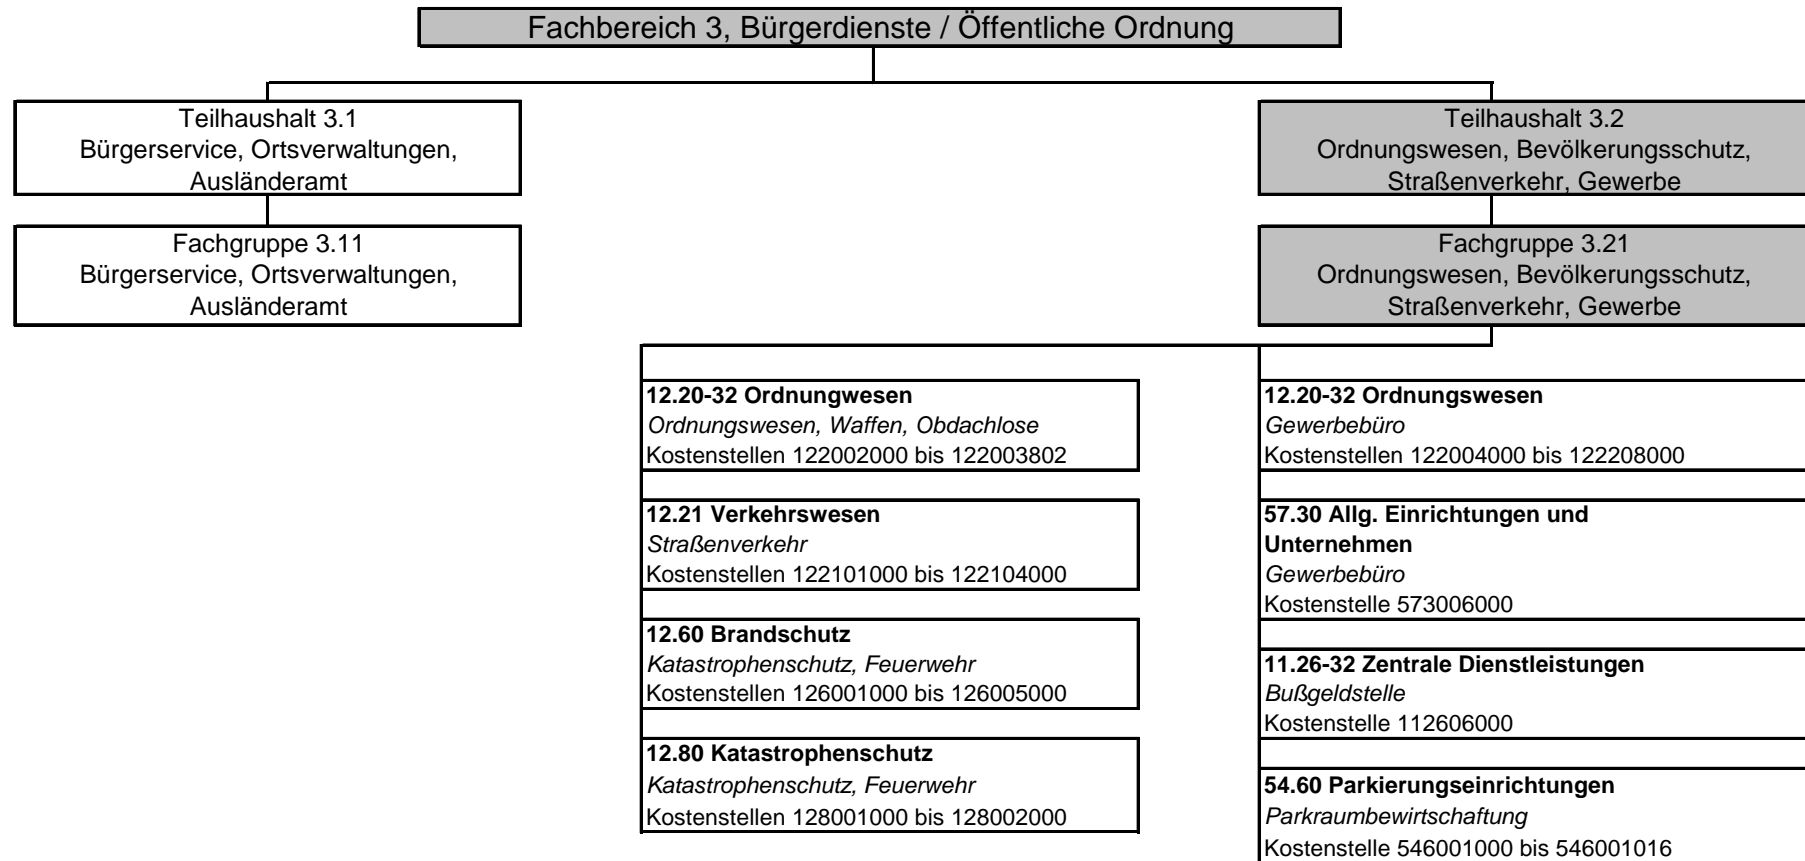 Fachbereich 3, Bürgerdienste / Öffentliche Ordnung
Teilhaushalt 3.1
Bürgerservice, Ortsverwaltungen,
Ausländeramt
Teilhaushalt 3.2
Ordnungswesen, Bevölkerungsschutz,
Straßenverkehr, Gewerbe
Fachgruppe 3.11
Bürgerservice, Ortsverwaltungen,
Ausländeramt
Fachgruppe 3.21
Ordnungswesen, Bevölkerungsschutz,
Straßenverkehr, Gewerbe
12.20-32 Ordnungwesen
Ordnungswesen, Waffen, Obdachlose
Kostenstellen 122002000 bis 122003802
12.21 Verkehrswesen
Straßenverkehr
Kostenstellen 122101000 bis 122104000
12.60 Brandschutz
Katastrophenschutz, Feuerwehr
Kostenstellen 126001000 bis 126005000
12.80 Katastrophenschutz
Katastrophenschutz, Feuerwehr
Kostenstellen 128001000 bis 128002000
12.20-32 Ordnungswesen
Gewerbebüro
Kostenstellen 122004000 bis 122208000
57.30 Allg. Einrichtungen und
Unternehmen
Gewerbebüro
Kostenstelle 573006000
11.26-32 Zentrale Dienstleistungen
Bußgeldstelle
Kostenstelle 112606000
54.60 Parkierungseinrichtungen
Parkraumbewirtschaftung
Kostenstelle 546001000 bis 546001016